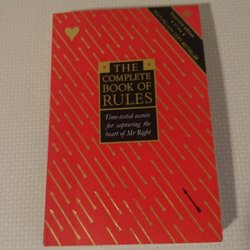 THE
COMPLETE
BOOK OF
RULES
Time-tested secrets
for capturing the
heart of Mr Right